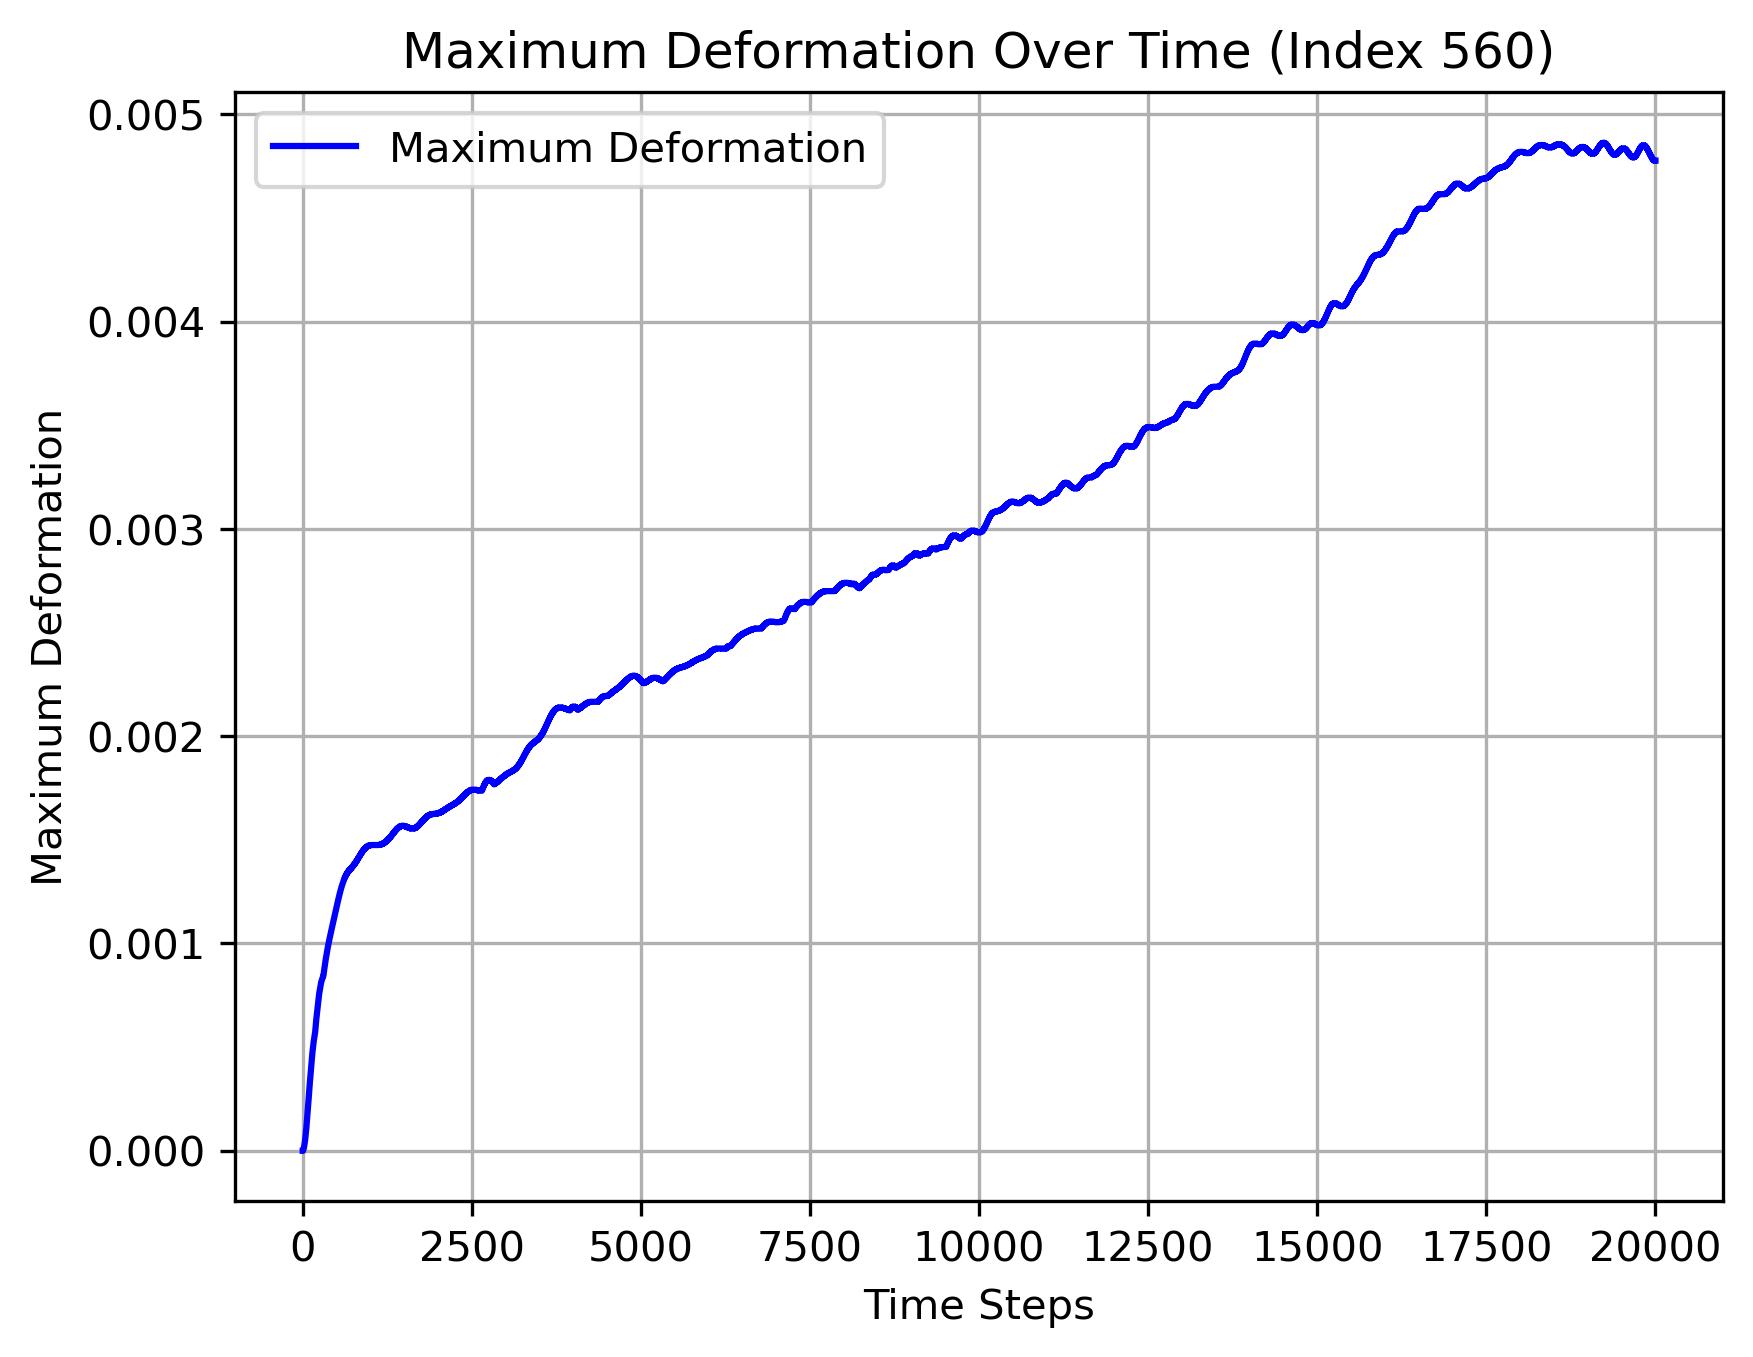 Maximum Deformation Over Time (Index 560)
Maximum Deformation
0.005
0.004
0.003
0.002
0.001
0.000
Maximum Deformation
0 2500 5000 7500 10000 12500 15000 17500 20000
Time Steps